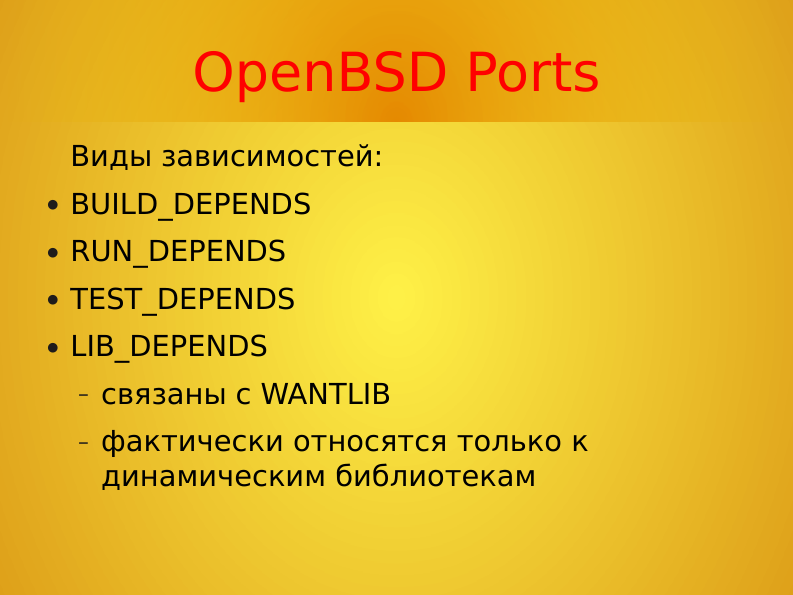 OpenBSD Ports
Виды зависимостей:
• BUILD_DEPENDS
• RUN_DEPENDS
• TEST_DEPENDS
• LIB_DEPENDS
– связаны с WANTLIB
– фактически относятся только к
динамическим библиотекам